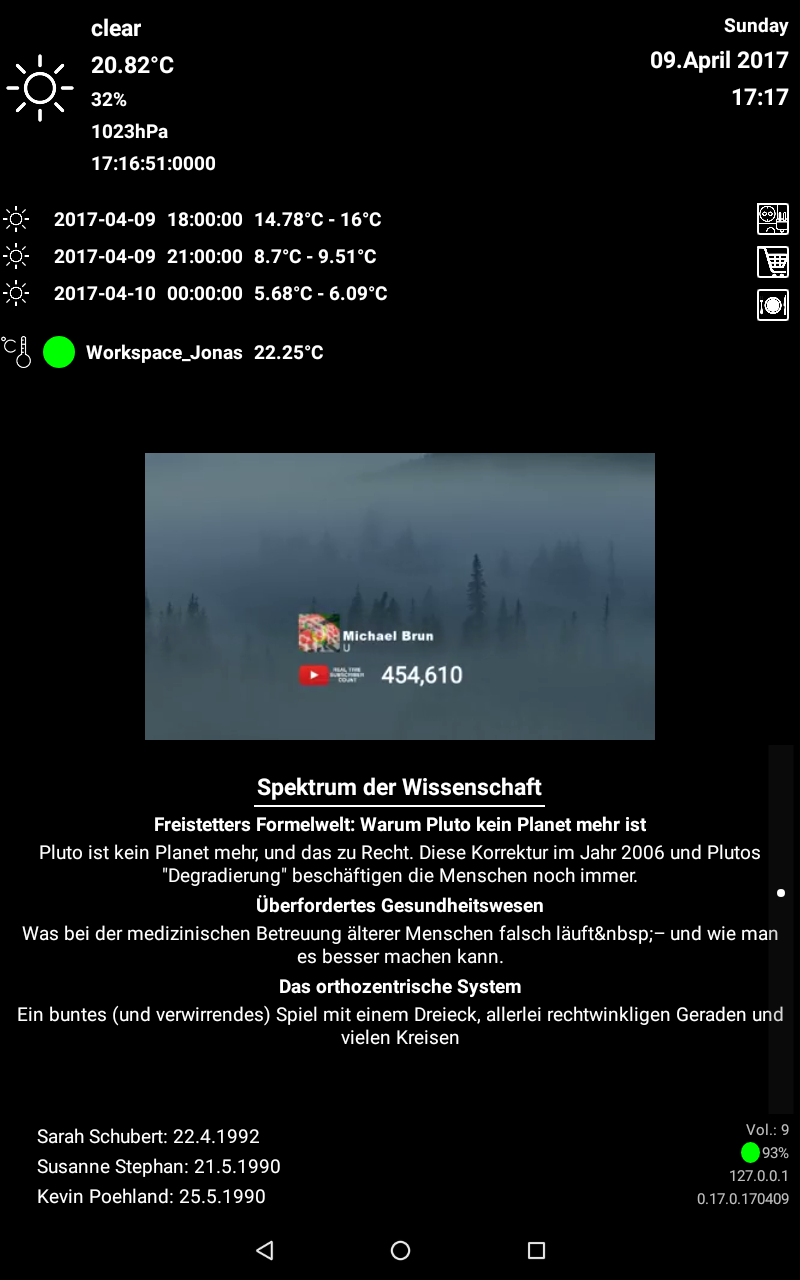 clear
20.82°C
32%
1023hPa
17:16:51:0000
Sunday
09.April 2017
17:17
2017-04-09 18:00:00 14.78°C - 16°C
2017-04-09 21:00:00 8.7°C - 9.51°C
2017-04-10 00:00:00 5.68°C - 6.09°C
°C
Workspace_Jonas 22.25°C
Michael Brun
U
REAL TIME
SUBSCRIBER
COUNT
454,610
Spektrum der Wissenschaft
Freistetters Formelwelt: Warum Pluto kein Planet mehr ist
Pluto ist kein Planet mehr, und das zu Recht. Diese Korrektur im Jahr 2006 und Plutos
"Degradierung" beschäftigen die Menschen noch immer.
Überfordertes Gesundheitswesen
Was bei der medizinischen Betreuung älterer Menschen falsch läuft&nbsp;– und wie man
es besser machen kann.
Das orthozentrische System
Ein buntes (und verwirrendes) Spiel mit einem Dreieck, allerlei rechtwinkligen Geraden und
vielen Kreisen
Sarah Schubert: 22.4.1992
Susanne Stephan: 21.5.1990
Kevin Poehland: 25.5.1990
Vol.: 9
93%
127.0.0.1
0.17.0.170409